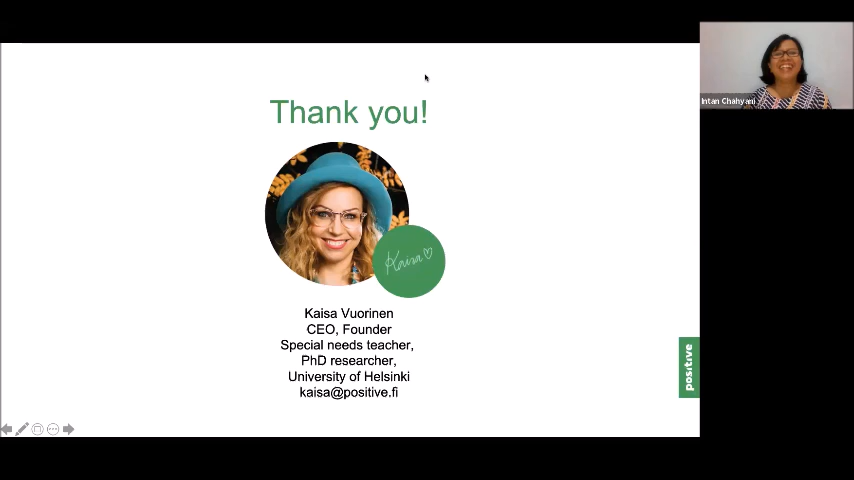 Thank you!
Kaisa
Kaisa Vuorinen
CEO, Founder
Special needs teacher,
PhD researcher,
University of Helsinki
kaisa@positive.fi
positive
Intan Chahyani